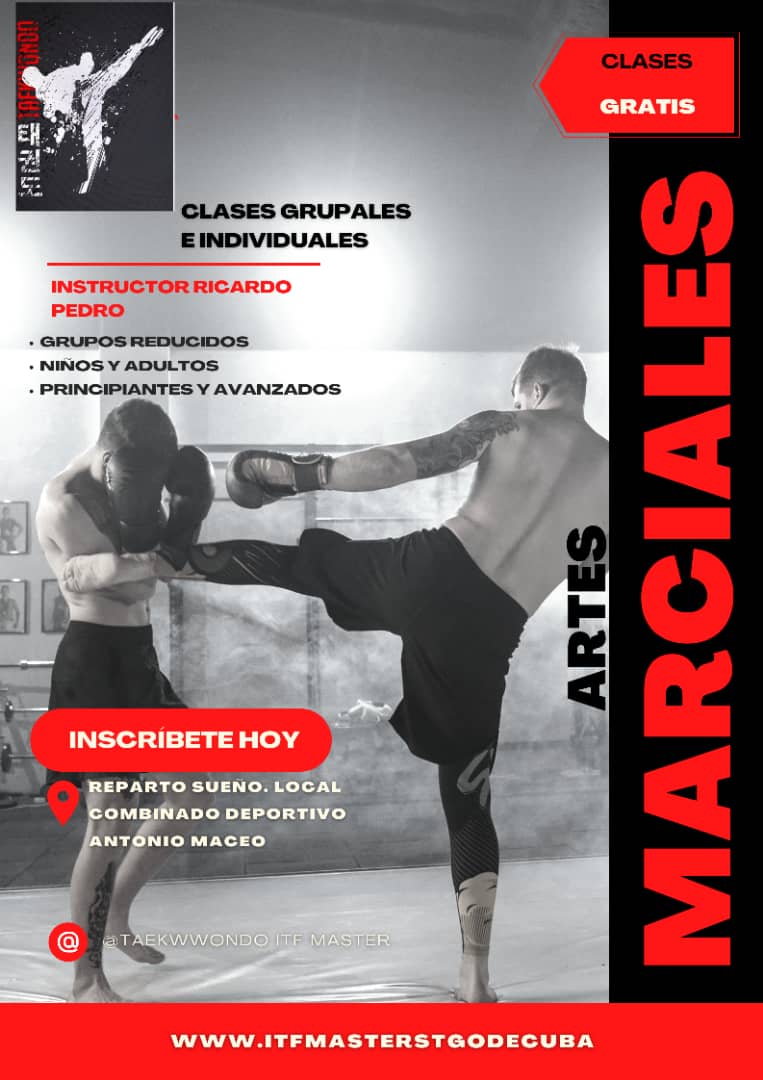 TAEKWONDO
CLASES
GRATIS
CLASES GRUPALES
E INDIVIDUALES
INSTRUCTOR RICARDO
PEDRO
• GRUPOS REDUCIDOS
• NIÑOS Y ADULTOS
• PRINCIPIANTES Y AVANZADOS
ARTES
MARCIALES
INSCRÍBETE HOY
REPARTO SUEÑO. LOCAL
COMBINADO DEPORTIVO
ANTONIO MACEO
@
@TAEKWWONDO ITF MASTER
WWW.ITFMASTERSTGODECUBA